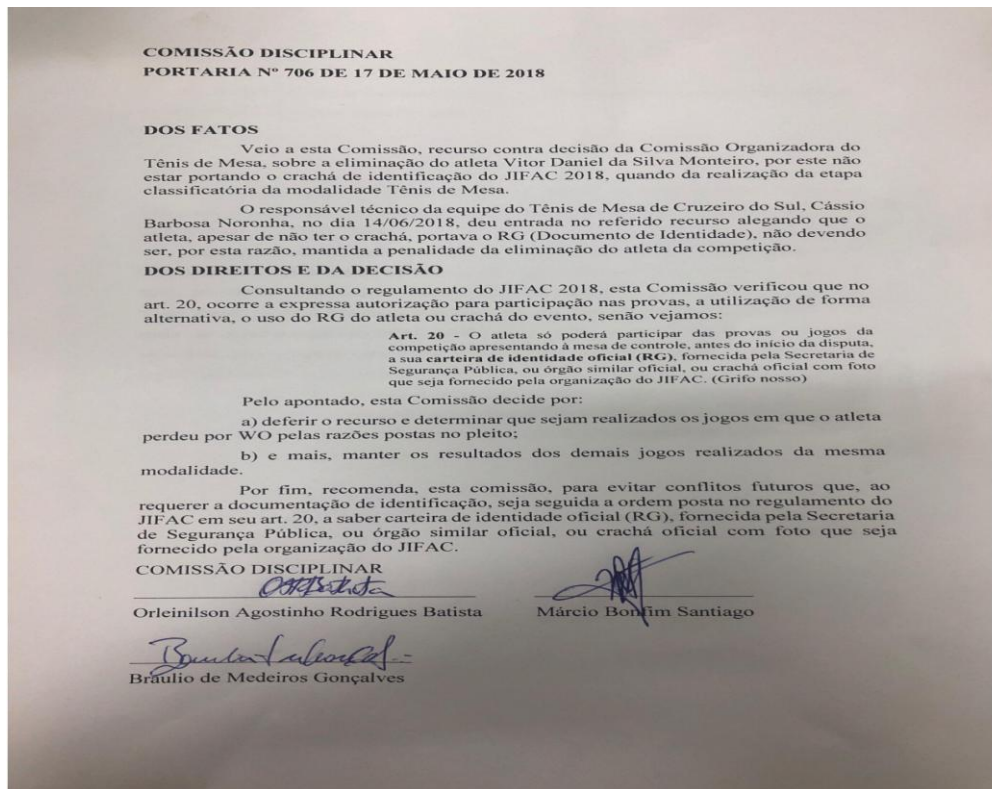 COMISSÃO DISCIPLINAR
PORTARIA Nº 706 DE 17 DE MAIO DE 2018
DOS FATOS
Veio a esta Comissão, recurso contra decisão da Comissão Organizadora do
Tênis de Mesa, sobre a eliminação do atleta Vitor Daniel da Silva Monteiro, por este não
estar portando o crachá de identificação do JIFAC 2018, quando da realização da etapa
classificatória da modalidade Tênis de Mesa.
O responsável técnico da equipe do Tênis de Mesa de Cruzeiro do Sul, Cássio
Barbosa Noronha, no dia 14/06/2018, deu entrada no referido recurso alegando que o
atleta, apesar de não ter o crachá, portava o RG (Documento de Identidade), não devendo
ser, por esta razão, mantida a penalidade da eliminação do atleta da competição.
DOS DIREITOS E DA DECISÃO
Consultando o regulamento do JIFAC 2018, esta Comissão verificou que no
art. 20, ocorre a expressa autorização para participação nas provas, a utilização de forma
alternativa, o uso do RG do atleta ou crachá do evento, senão vejamos:
Art. 20 - O atleta só poderá participar das provas ou jogos da
competição apresentando à mesa de controle, antes do início da disputa,
a sua carteira de identidade oficial (RG), fornecida pela Secretaria de
Segurança Pública, ou órgão similar oficial, ou crachá oficial com foto
que seja fornecido pela organização do JIFAC. (Grifo nosso)
Pelo apontado, esta Comissão decide por:
a) deferir o recurso e determinar que sejam realizados os jogos em que o atleta
perdeu por WO pelas razões postas no pleito;
b) e mais, manter os resultados dos demais jogos realizados da mesma
modalidade.
Por fim, recomenda, esta comissão, para evitar conflitos futuros que, ao
requerer a documentação de identificação, seja seguida a ordem posta no regulamento do
JIFAC em seu art. 20, a saber carteira de identidade oficial (RG), fornecida pela Secretaria
de Segurança Pública, ou órgão similar oficial, ou crachá oficial com foto que seja
fornecido pela organização do JIFAC.
COMISSÃO DISCIPLINAR
Orleinilson Agostinho Rodrigues Batista
Márcio Bonfim Santiago
Bráulio de Medeiros Gonçalves